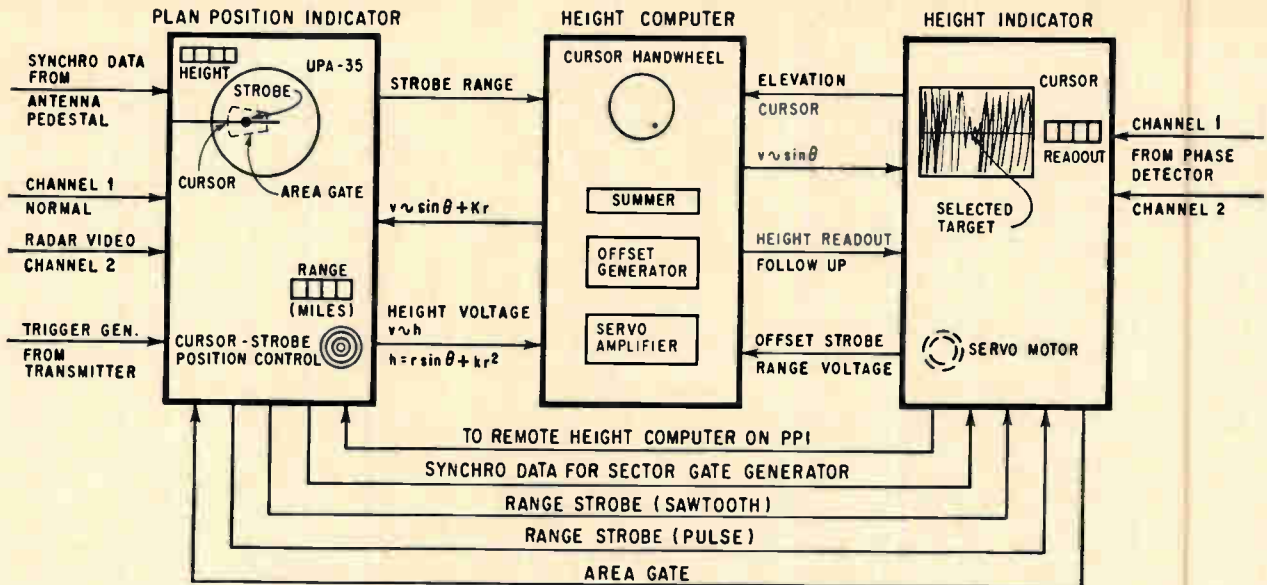 PLAN POSITION INDICATOR
HEIGHT COMPUTER
HEIGHT INDICATOR
SYNCHRO DATA
FROM
ANTENNA
PEDESTAL
CHANNEL 1
NORMAL
RADAR VIDEO
CHANNEL 2
TRIGGER GEN.
FROM
TRANSMITTER
HEIGHT
UPA-35
STROBE
CURSOR
AREA GATE
RANGE
(MILES)
CURSOR-STROBE
POSITION CONTROL
STROBE RANGE
v~sinθ+Kr
HEIGHT VOLTAGE
v~h
h=r sinθ+kr²
CURSOR HANDWHEEL
SUMMER
OFFSET
GENERATOR
SERVO
AMPLIFIER
ELEVATION
CURSOR
v~sinθ
HEIGHT READOUT
FOLLOW UP
OFFSET STROBE
RANGE VOLTAGE
CURSOR
READOUT
SELECTED
TARGET
SERVO MOTOR
CHANNEL 1
FROM PHASE
DETECTOR
CHANNEL 2
TO REMOTE HEIGHT COMPUTER ON PPI
SYNCHRO DATA FOR SECTOR GATE GENERATOR
RANGE STROBE (SAWTOOTH)
RANGE STROBE (PULSE)
AREA GATE